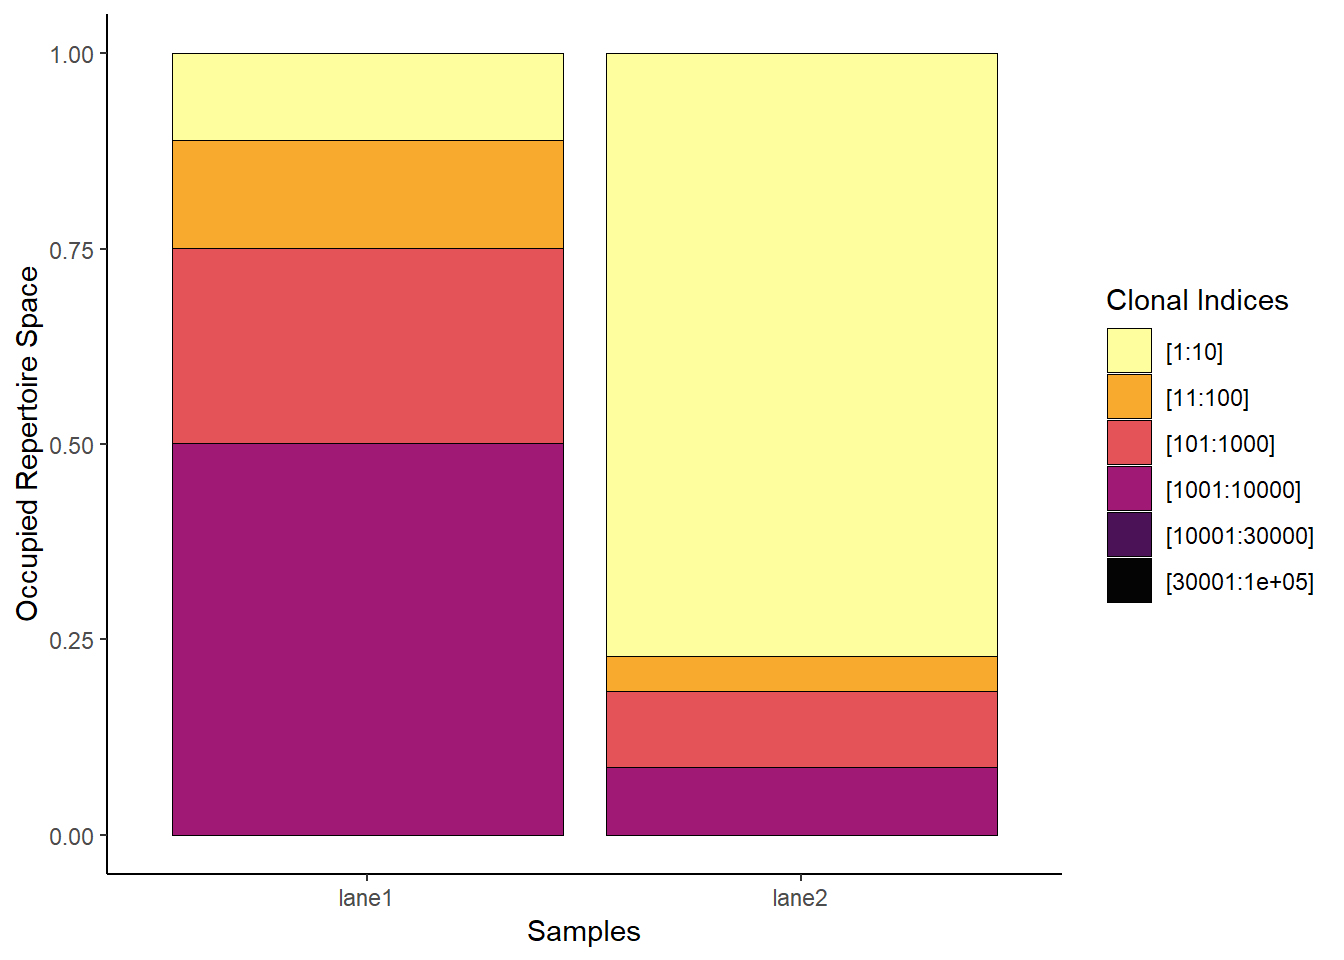 1.00
0.75
0.50
0.25
0.00
Occupied Repertoire Space
lane1
lane2
Samples
Clonal Indices
[1:10]
[11:100]
[101:1000]
[1001:10000]
[10001:30000]
[30001:1e+05]